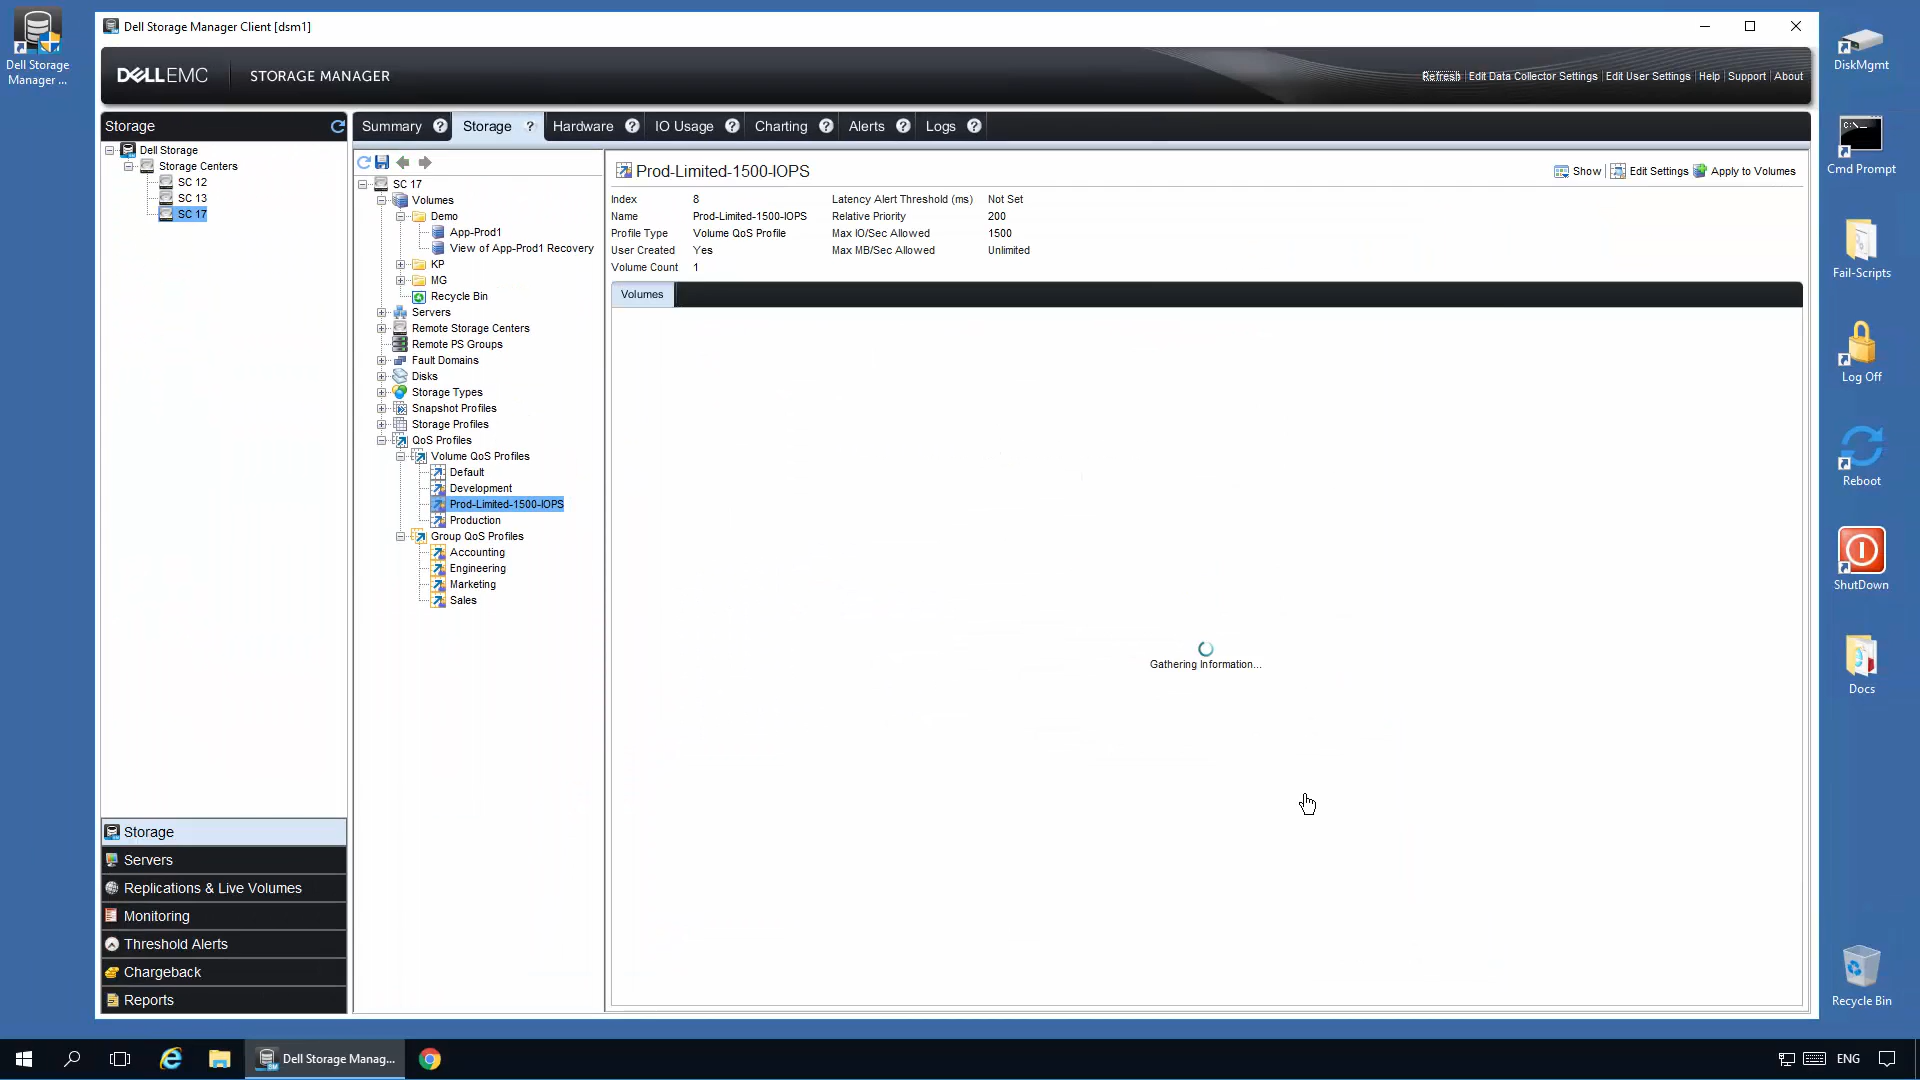 Dell Storage
Manager ...
Dell Storage Manager Client [dsm1]
DELLEMC
STORAGE MANAGER
Refresh
Edit Data Collector Settings
Edit User Settings
Help
Support
About
Storage
Dell Storage
Storage Centers
SC 12
SC 13
SC 17
Storage
Servers
Replications & Live Volumes
Monitoring
Threshold Alerts
Chargeback
Reports
Summary
Storage
Hardware
IO Usage
Charting
Alerts
Logs
SC 17
Volumes
Demo
App-Prod1
View of App-Prod1 Recovery
KP
MG
Recycle Bin
Servers
Remote Storage Centers
Remote PS Groups
Fault Domains
Disks
Storage Types
Snapshot Profiles
Storage Profiles
QoS Profiles
Volume QoS Profiles
Default
Development
Prod-Limited-1500-IOPS
Production
Group QoS Profiles
Accounting
Engineering
Marketing
Sales
Prod-Limited-1500-IOPS
Show
Edit Settings
Apply to Volumes
Index 8 Latency Alert Threshold (ms) Not Set
Name Prod-Limited-1500-IOPS Relative Priority 200
Profile Type Volume QoS Profile Max IO/Sec Allowed 1500
User Created Yes Max MB/Sec Allowed Unlimited
Volume Count 1
Volumes
Gathering Information...
DiskMgmt
Cmd Prompt
Fail-Scripts
Log Off
Reboot
ShutDown
Docs
Recycle Bin
Dell Storage Manag...
ENG